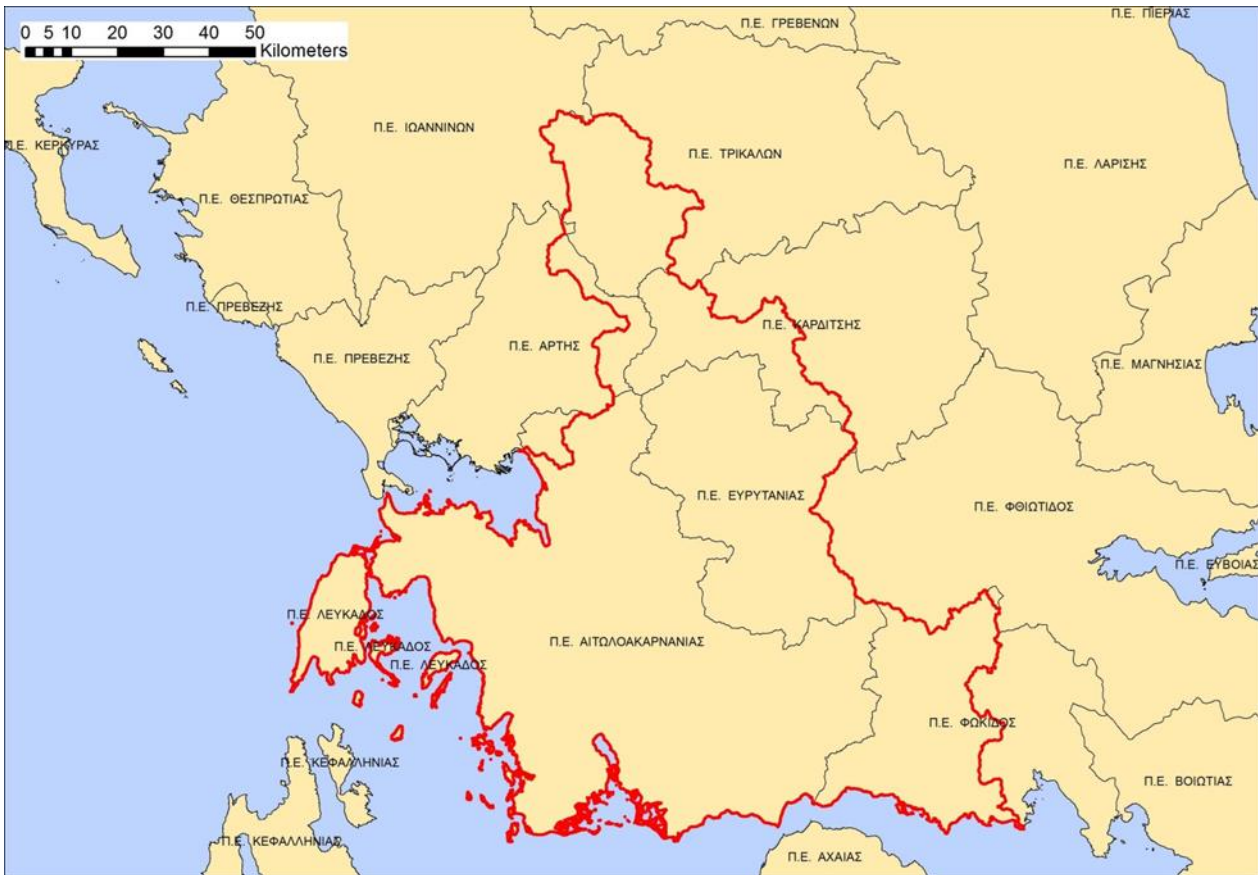 Π.Ε. ΠΙΕΡΙΑΣ
Π.Ε. ΓΡΕΒΕΝΩΝ
0 5 10 20 30 40 50
Kilometers
Π.Ε. ΙΩΑΝΝΙΝΩΝ
Π.Ε. ΚΕΡΚΥΡΑΣ
Π.Ε. ΤΡΙΚΑΛΩΝ
Π.Ε. ΛΑΡΙΣΗΣ
Π.Ε. ΘΕΣΠΡΩΤΙΑΣ
Π.Ε. ΠΡΕΒΕΖΗΣ
Π.Ε. ΚΑΡΔΙΤΣΗΣ
Π.Ε. ΑΡΤΗΣ
Π.Ε. ΠΡΕΒΕΖΗΣ
Π.Ε. ΜΑΓΝΗΣΙΑΣ
Π.Ε. ΕΥΡΥΤΑΝΙΑΣ
Π.Ε. ΦΘΙΩΤΙΔΟΣ
Π.Ε. ΕΥΒΟΙΑΣ
Π.Ε. ΛΕΥΚΑΔΟΣ
Π.Ε. ΑΙΤΩΛΟΑΚΑΡΝΑΝΙΑΣ
Π.Ε. ΛΕΥΚΑΔΟΣ
Π.Ε. ΛΕΥΚΑΔΟΣ
Π.Ε. ΦΩΚΙΔΟΣ
Π.Ε. ΚΕΦΑΛΛΗΝΙΑΣ
Π.Ε. ΒΟΙΩΤΙΑΣ
Π.Ε. ΚΕΦΑΛΛΗΝΙΑΣ
Π.Ε. ΑΧΑΙΑΣ